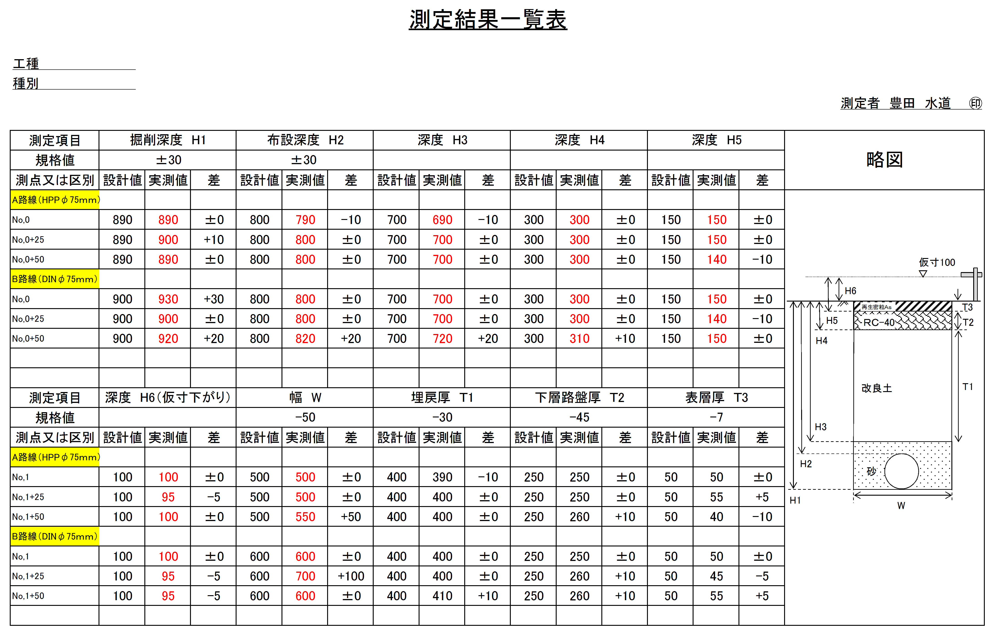 測定結果一覧表
工種
種別
測定者 豊田 水道 ㊞
測定項目 掘削深度 H1 布設深度 H2 深度 H3 深度 H4 深度 H5 略図
規格値 ±30 ±30
測点又は区別 設計値 実測値 差 設計値 実測値 差 設計値 実測値 差 設計値 実測値 差 設計値 実測値 差
A路線(HPPφ75mm)
No,0 890 890 ±0 800 790 −10 700 690 −10 300 300 ±0 150 150 ±0
No,0+25 890 900 +10 800 800 ±0 700 700 ±0 300 300 ±0 150 150 ±0
No,0+50 890 890 ±0 800 800 ±0 700 700 ±0 300 300 ±0 150 140 −10
B路線(DINφ75mm)
No,0 900 930 +30 800 800 ±0 700 700 ±0 300 300 ±0 150 150 ±0
No,0+25 900 900 ±0 800 800 ±0 700 700 ±0 300 300 ±0 150 140 −10
No,0+50 900 920 +20 800 820 +20 700 720 +20 300 310 +10 150 150 ±0
測定項目 深度 H6(仮寸下がり) 幅 W 埋戻厚 T1 下層路盤厚 T2 表層厚 T3
規格値 −50 −30 −45 −7
測点又は区別 設計値 実測値 差 設計値 実測値 差 設計値 実測値 差 設計値 実測値 差 設計値 実測値 差
A路線(HPPφ75mm)
No,1 100 100 ±0 500 500 ±0 400 390 −10 250 250 ±0 50 50 ±0
No,1+25 100 95 −5 500 500 ±0 400 400 ±0 250 250 ±0 50 55 +5
No,1+50 100 100 ±0 500 550 +50 400 400 ±0 250 260 +10 50 40 −10
B路線(DINφ75mm)
No,1 100 100 ±0 600 600 ±0 400 400 ±0 250 250 ±0 50 50 ±0
No,1+25 100 95 −5 600 700 +100 400 400 ±0 250 260 +10 50 45 −5
No,1+50 100 95 −5 600 600 ±0 400 410 +10 250 260 +10 50 55 +5
仮寸100
H6
再生密粒As
T3
H5
RC−40
T2
H4
改良土
T1
H3
H2
砂
H1
W